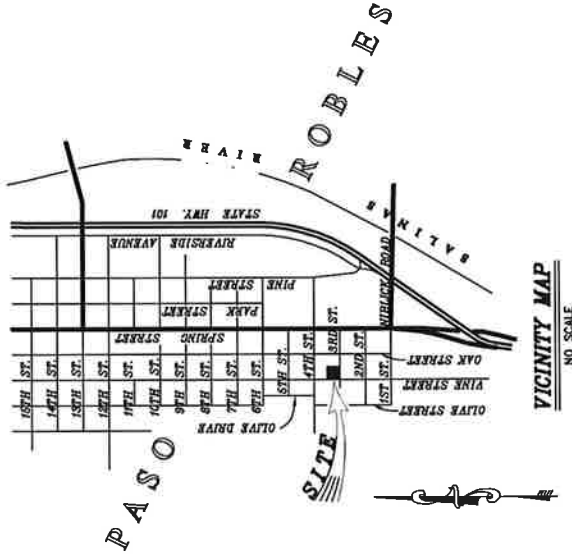 PASO ROBLES
SALINAS RIVER
STATE HWY. 101
RIVERSIDE AVENUE
PINE STREET
PARK STREET
SPRING STREET
OAK STREET
VINE STREET
OLIVE STREET
OLIVE DRIVE
NIBLICK ROAD
15TH ST.
14TH ST.
13TH ST.
12TH ST.
11TH ST.
10TH ST.
9TH ST.
8TH ST.
7TH ST.
6TH ST.
5TH ST.
4TH ST.
3RD ST.
2ND ST.
1ST ST.
SITE
VICINITY MAP
NO SCALE